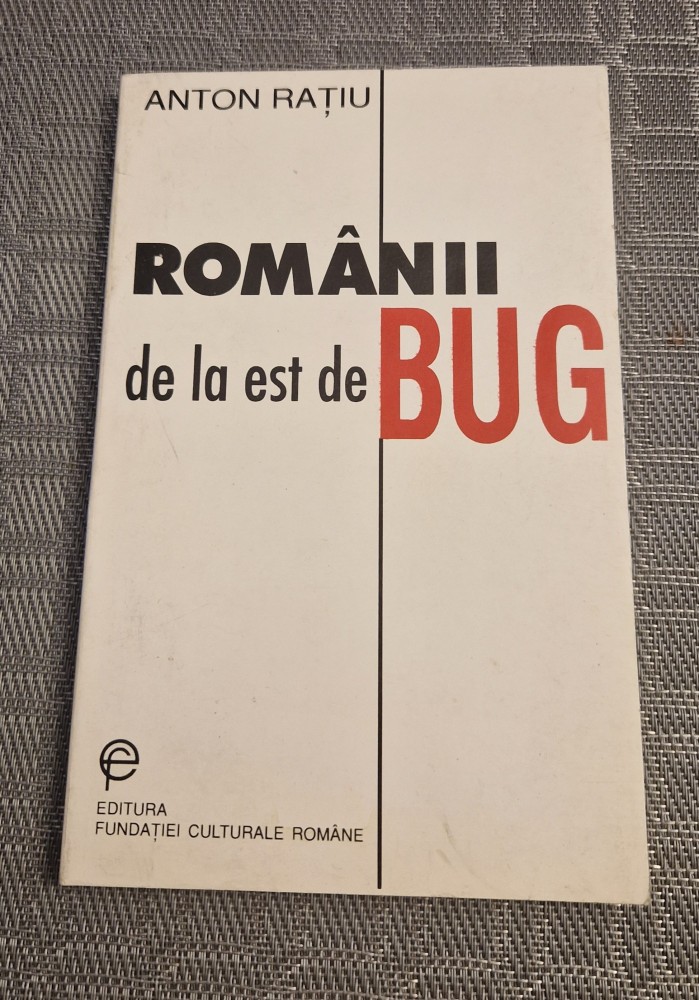 ANTON RAȚIU
ROMÂNII
de la est de BUG
EDITURA
FUNDAȚIEI CULTURALE ROMÂNE